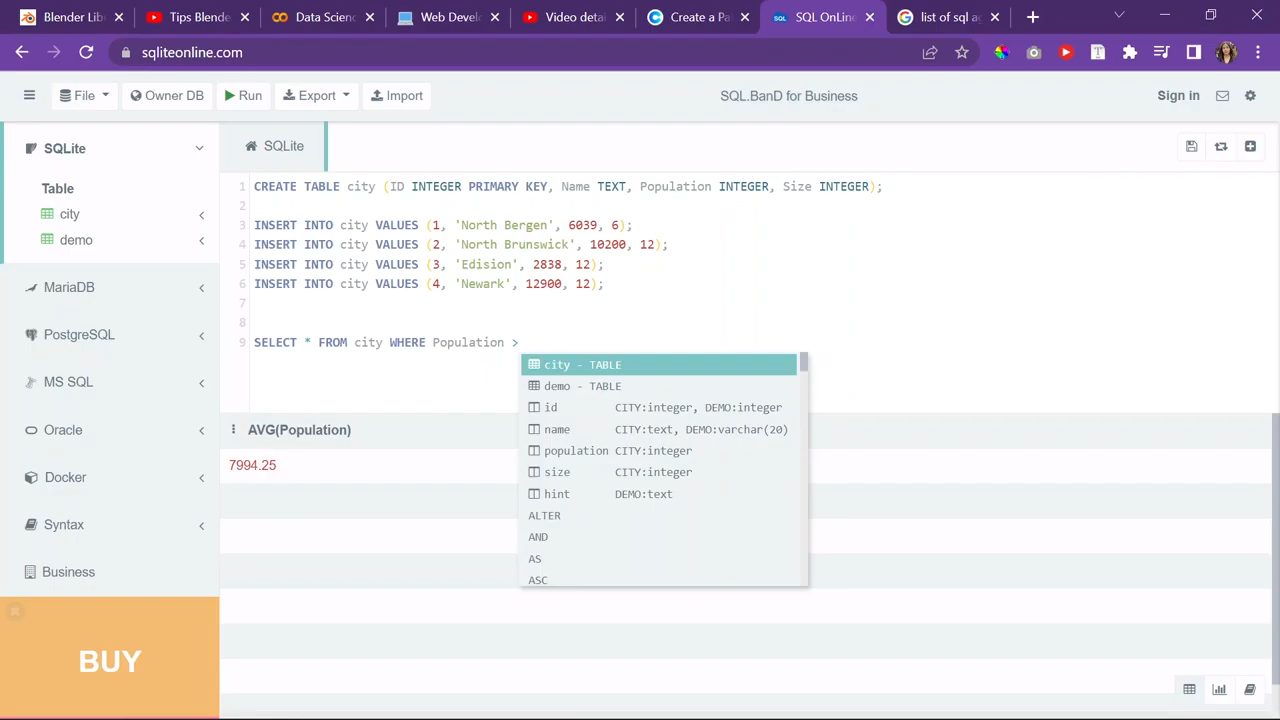 Blender Lib
Tips Blende
Data Scienc
Web Develo
Video detai
Create a Pa
SQL OnLine
list of sql ag
sqliteonline.com
File
Owner DB
Run
Export
Import
SQL.BanD for Business
Sign in
SQLite
Table
city
demo
MariaDB
PostgreSQL
MS SQL
Oracle
Docker
Syntax
Business
BUY
SQLite
1 CREATE TABLE city (ID INTEGER PRIMARY KEY, Name TEXT, Population INTEGER, Size INTEGER);
2
3 INSERT INTO city VALUES (1, 'North Bergen', 6039, 6);
4 INSERT INTO city VALUES (2, 'North Brunswick', 10200, 12);
5 INSERT INTO city VALUES (3, 'Edision', 2838, 12);
6 INSERT INTO city VALUES (4, 'Newark', 12900, 12);
7
8
9 SELECT * FROM city WHERE Population >
city - TABLE
demo - TABLE
id CITY:integer, DEMO:integer
name CITY:text, DEMO:varchar(20)
population CITY:integer
size CITY:integer
hint DEMO:text
ALTER
AND
AS
ASC
AVG(Population)
7994.25